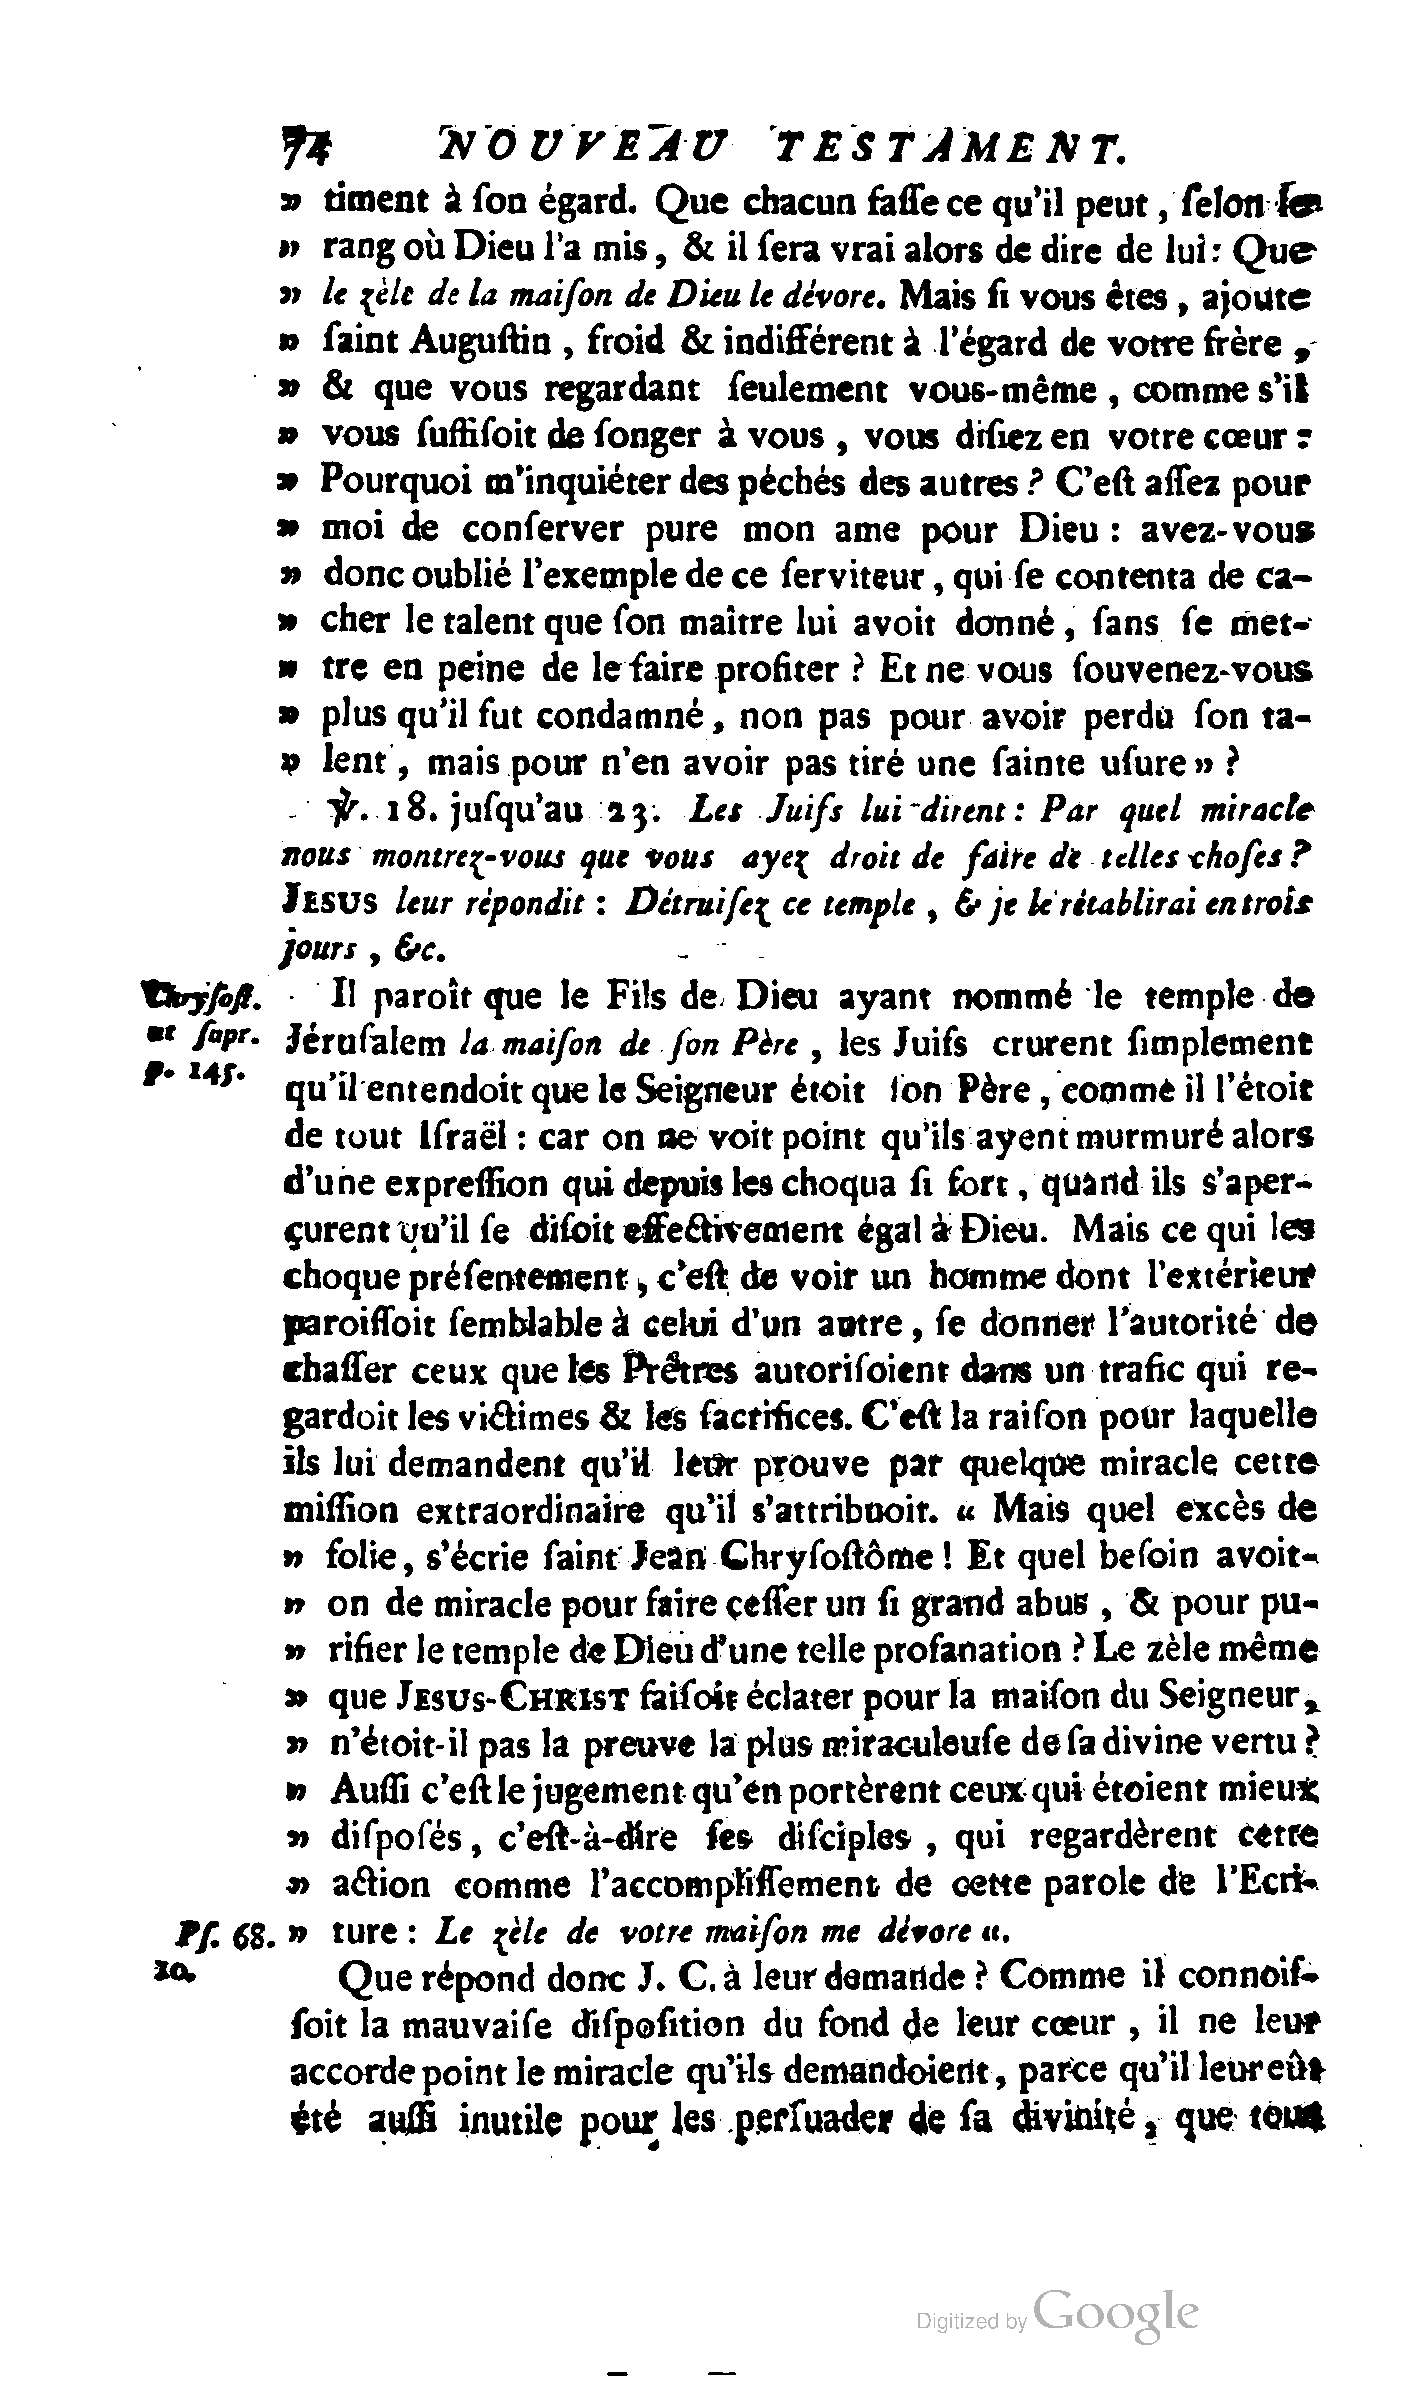 74 NOUVEAU TESTAMENT.
» timent à ſon égard. Que chacun faſſe ce qu'il peut, ſelon le
» rang où Dieu l'a mis, & il ſera vrai alors de dire de lui: Que
» le zèle de la maiſon de Dieu le dévore. Mais ſi vous êtes, ajoute
» ſaint Auguſtin, froid & indifférent à l'égard de votre frère,
» & que vous regardant ſeulement vous-même, comme s'il
» vous ſuffiſoit de ſonger à vous, vous diſiez en votre cœur:
» Pourquoi m'inquiéter des péchés des autres? C'eſt aſſez pour
» moi de conſerver pure mon ame pour Dieu: avez-vous
» donc oublié l'exemple de ce ſerviteur, qui ſe contenta de ca-
» cher le talent que ſon maître lui avoit donné, ſans ſe met-
» tre en peine de le faire profiter? Et ne vous ſouvenez-vous
» plus qu'il fut condamné, non pas pour avoir perdu ſon ta-
» lent, mais pour n'en avoir pas tiré une ſainte uſure»?
℣. 18. juſqu'au 23. Les Juifs lui dirent: Par quel miracle
nous montrez-vous que vous ayez droit de faire de telles choſes?
JESUS leur répondit: Détruiſez ce temple, & je le rétablirai en trois
jours, &c.
Chryſoſt. Il paroît que le Fils de Dieu ayant nommé le temple de
ut ſupr. Jéruſalem la maiſon de ſon Père, les Juifs crurent ſimplement
p. 145. qu'il entendoit que le Seigneur étoit ſon Père, comme il l'étoit
de tout Iſraël: car on ne voit point qu'ils ayent murmuré alors
d'une expreſſion qui depuis les choqua ſi fort, quand ils s'aper-
çurent qu'il ſe diſoit effectivement égal à Dieu. Mais ce qui les
choque préſentement, c'eſt de voir un homme dont l'extérieur
paroiſſoit ſemblable à celui d'un autre, ſe donner l'autorité de
chaſſer ceux que les Prêtres autoriſoient dans un trafic qui re-
gardoit les victimes & les ſacrifices. C'eſt la raiſon pour laquelle
ils lui demandent qu'il leur prouve par quelque miracle cette
miſſion extraordinaire qu'il s'attribuoit. « Mais quel excès de
» folie, s'écrie ſaint Jean Chryſoſtôme! Et quel beſoin avoit-
» on de miracle pour faire ceſſer un ſi grand abus, & pour pu-
» rifier le temple de Dieu d'une telle profanation? Le zèle même
» que JESUS-CHRIST faiſoit éclater pour la maiſon du Seigneur,
» n'étoit-il pas la preuve la plus miraculeuſe de ſa divine vertu?
» Auſſi c'eſt le jugement qu'en portèrent ceux qui étoient mieux
» diſpoſés, c'eſt-à-dire ſes diſciples, qui regardèrent cette
» action comme l'accompliſſement de cette parole de l'Ecri-
Pſ. 68. » ture: Le zèle de votre maiſon me dévore «.
10. Que répond donc J. C. à leur demande? Comme il connoiſ-
ſoit la mauvaiſe diſpoſition du fond de leur cœur, il ne leur
accorde point le miracle qu'ils demandoient, parce qu'il leur eût
été auſſi inutile pour les perſuader de ſa divinité, que tout
Digitized by Google